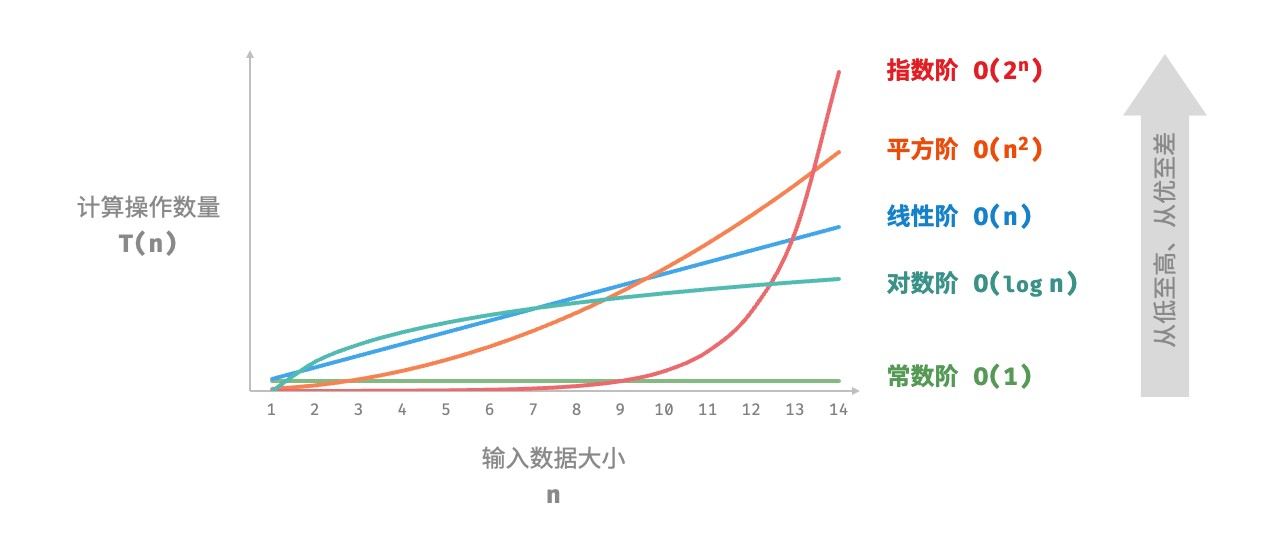 指数阶 O(2ⁿ)
平方阶 O(n²)
线性阶 O(n)
对数阶 O(log n)
常数阶 O(1)
从低至高、从优至差
计算操作数量
T(n)
1 2 3 4 5 6 7 8 9 10 11 12 13 14
输入数据大小
n